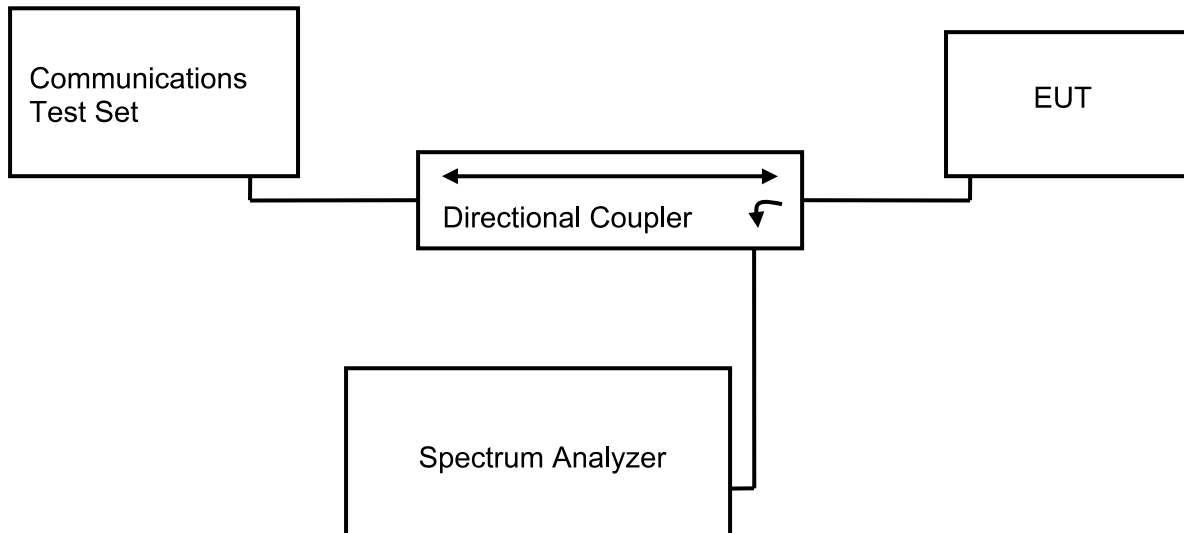 Communications
Test Set
EUT
Directional Coupler
Spectrum Analyzer